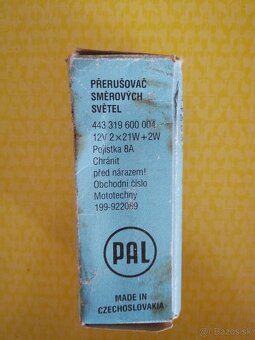 PŘERUŠOVAČ
SMĚROVÝCH
SVĚTEL
443 319 600 004
12V 2×21W+2W
Pojistka 8A
Chránit
před nárazem!
Obchodní číslo
Mototechny
199-922089
PAL
MADE IN
CZECHOSLOVAKIA
bazos.sk